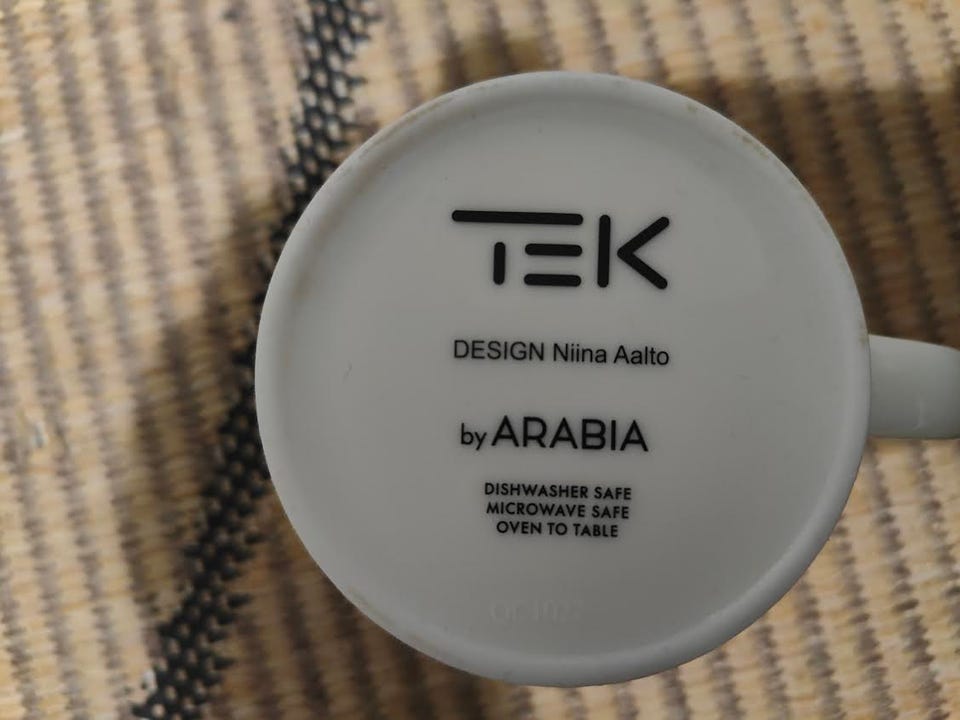 TEK
DESIGN Niina Aalto
by ARABIA
DISHWASHER SAFE
MICROWAVE SAFE
OVEN TO TABLE